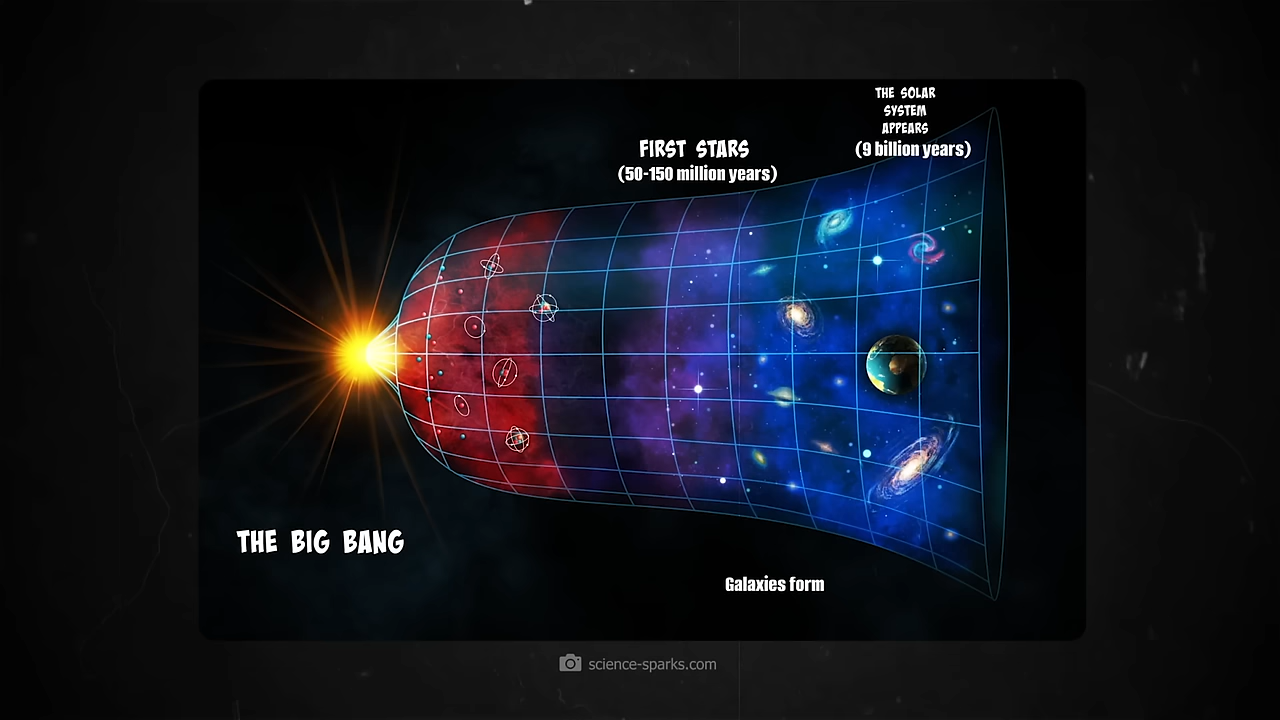 THE SOLAR
SYSTEM
APPEARS
(9 billion years)
FIRST STARS
(50-150 million years)
THE BIG BANG
Galaxies form
science-sparks.com